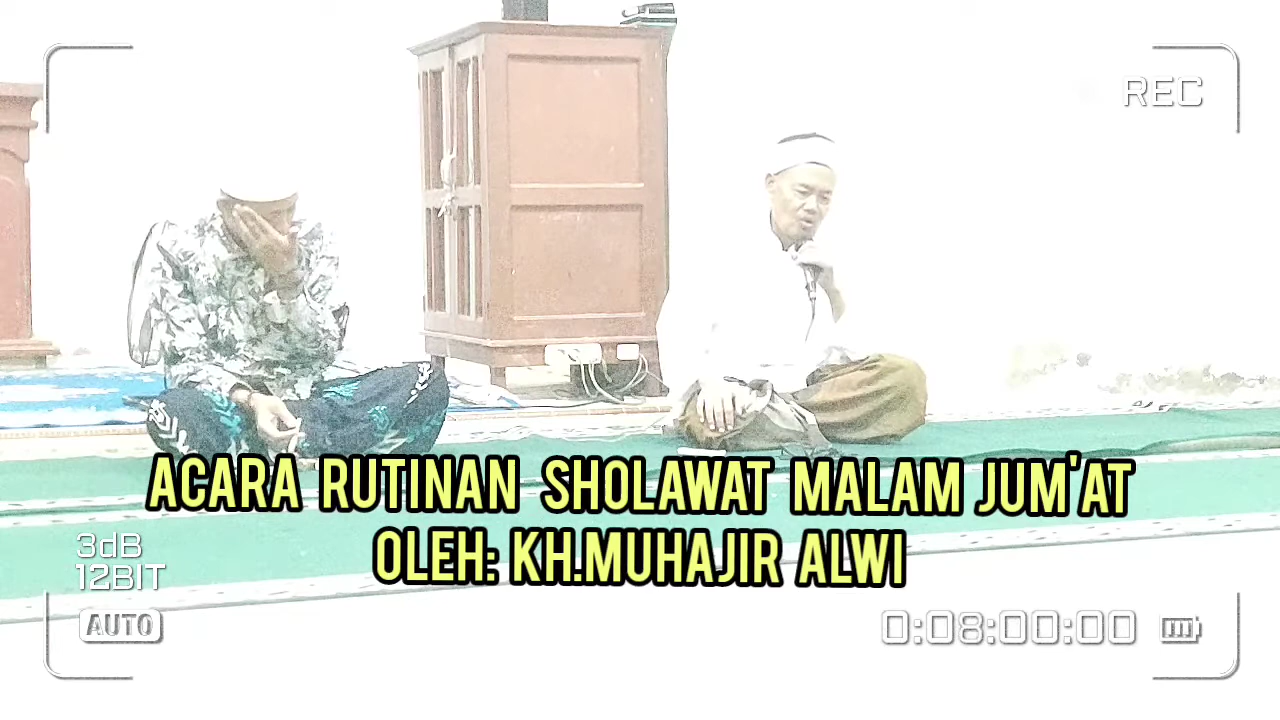 REC
ACARA RUTINAN SHOLAWAT MALAM JUM'AT
OLEH: KH.MUHAJIR ALWI
3dB
12BIT
AUTO
0:08:00:00